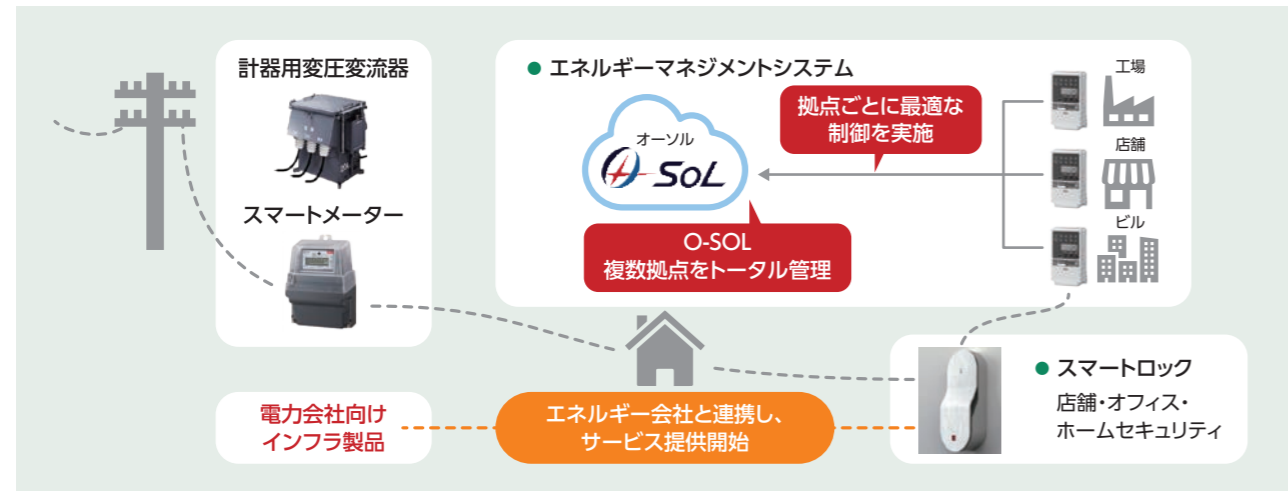 計器用変圧変流器
スマートメーター
● エネルギーマネジメントシステム
オーソル
SOL
拠点ごとに最適な
制御を実施
O-SOL
複数拠点をトータル管理
工場
店舗
ビル
● スマートロック
店舗・オフィス・
ホームセキュリティ
電力会社向け
インフラ製品
エネルギー会社と連携し、
サービス提供開始